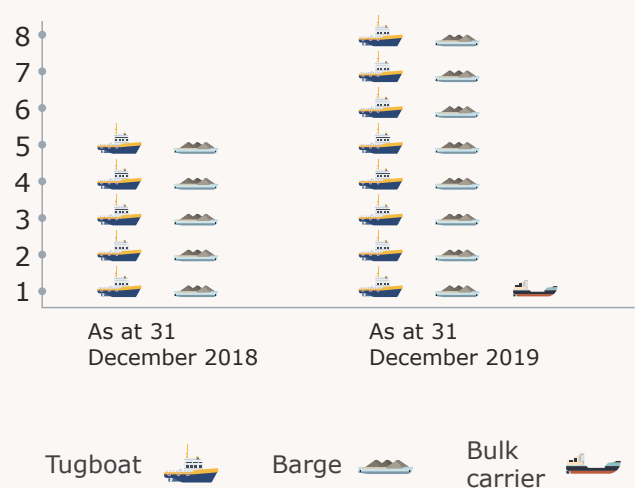 8
7
6
5
4
3
2
1
As at 31
December 2018
As at 31
December 2019
Tugboat
Barge
Bulk
carrier